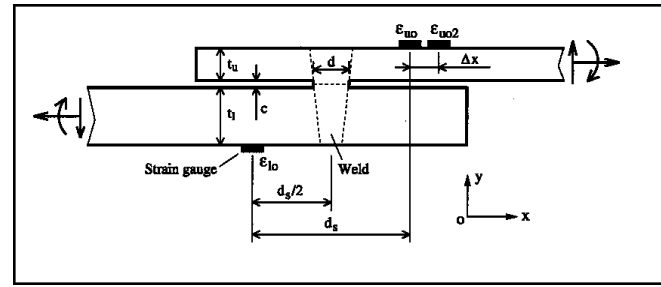 ε_uo ε_uo2
t_u d Δx
t_l c
Strain gauge ε_lo Weld
d_s/2
d_s
y
o x